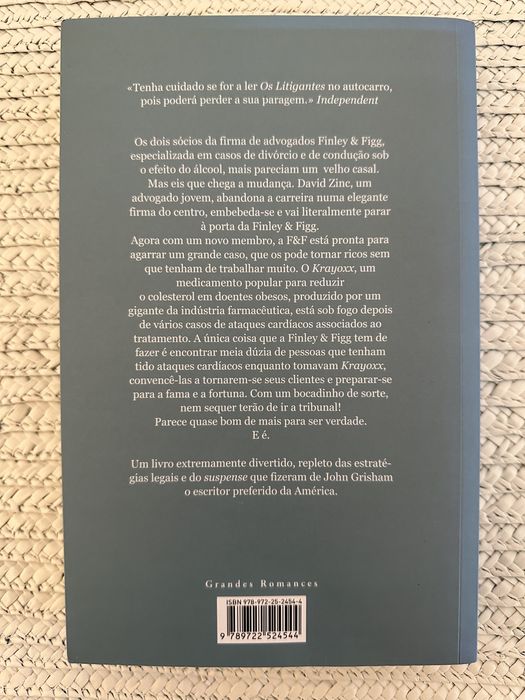 «Tenha cuidado se for a ler Os Litigantes no autocarro,
pois poderá perder a sua paragem.» Independent
Os dois sócios da firma de advogados Finley & Figg,
especializada em casos de divórcio e de condução sob
o efeito do álcool, mais pareciam um velho casal.
Mas eis que chega a mudança. David Zinc, um
advogado jovem, abandona a carreira numa elegante
firma do centro, embebeda-se e vai literalmente parar
à porta da Finley & Figg.
Agora com um novo membro, a F&F está pronta para
agarrar um grande caso, que os pode tornar ricos sem
que tenham de trabalhar muito. O Krayoxx, um
medicamento popular para reduzir
o colesterol em doentes obesos, produzido por um
gigante da indústria farmacêutica, está sob fogo depois
de vários casos de ataques cardíacos associados ao
tratamento. A única coisa que a Finley & Figg tem de
fazer é encontrar meia dúzia de pessoas que tenham
tido ataques cardíacos enquanto tomavam Krayoxx,
convencê-las a tornarem-se seus clientes e preparar-se
para a fama e a fortuna. Com um bocadinho de sorte,
nem sequer terão de ir a tribunal!
Parece quase bom de mais para ser verdade.
E é.
Um livro extremamente divertido, repleto das estraté-
gias legais e do suspense que fizeram de John Grisham
o escritor preferido da América.
Grandes Romances
ISBN 978-972-25-2454-4
9 789722 524544